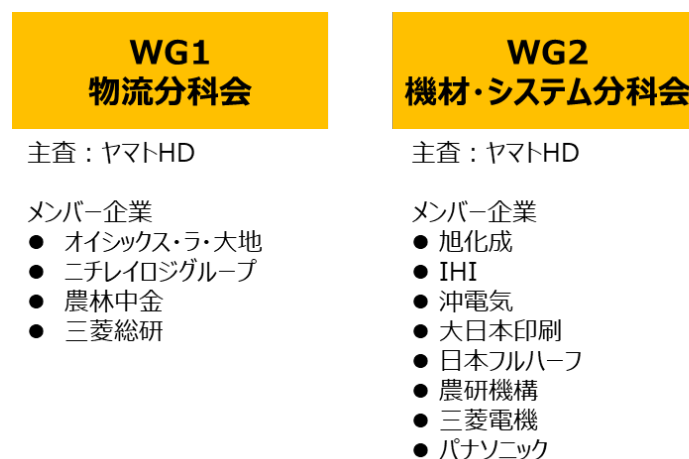 WG1
物流分科会
主査：ヤマトHD
メンバー企業
● オイシックス・ラ・大地
● ニチレイロジグループ
● 農林中金
● 三菱総研
WG2
機材・システム分科会
主査：ヤマトHD
メンバー企業
● 旭化成
● IHI
● 沖電気
● 大日本印刷
● 日本フルハーフ
● 農研機構
● 三菱電機
● パナソニック